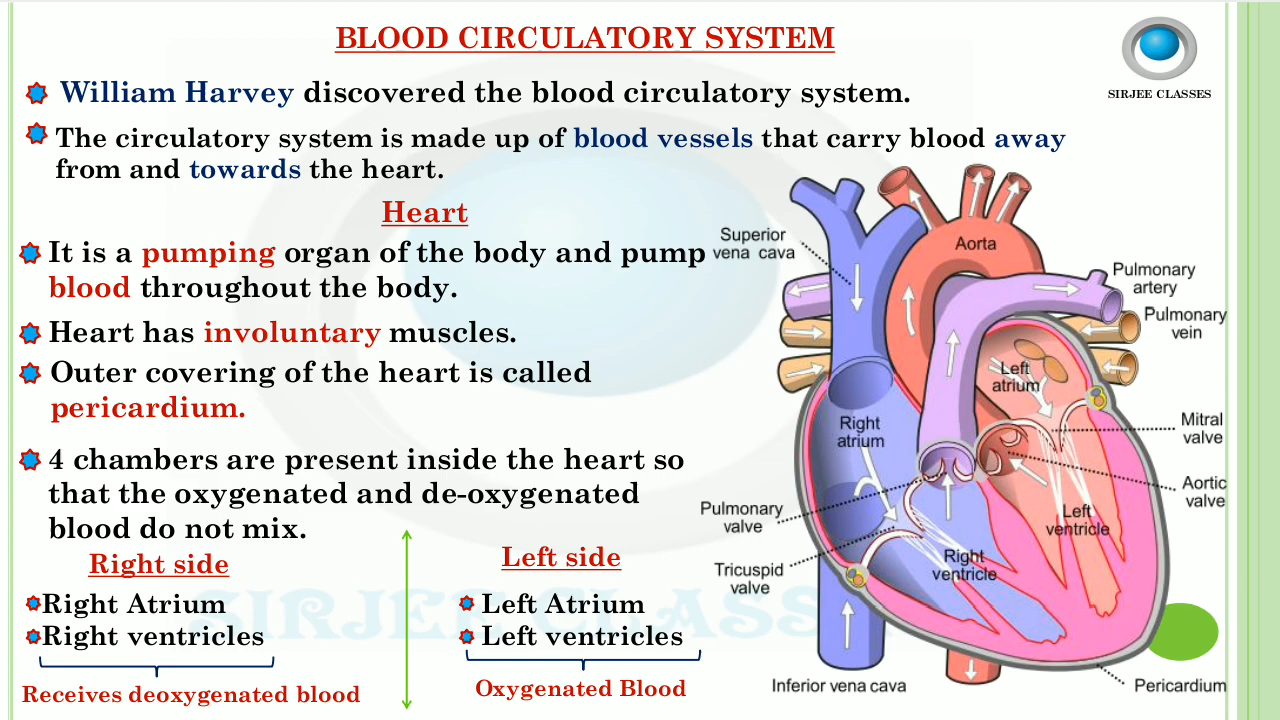 BLOOD CIRCULATORY SYSTEM
SIRJEE CLASSES
William Harvey discovered the blood circulatory system.
The circulatory system is made up of blood vessels that carry blood away
from and towards the heart.
Heart
It is a pumping organ of the body and pump
blood throughout the body.
Heart has involuntary muscles.
Outer covering of the heart is called
pericardium.
4 chambers are present inside the heart so
that the oxygenated and de-oxygenated
blood do not mix.
Right side
Right Atrium
Right ventricles
Receives deoxygenated blood
Left side
Left Atrium
Left ventricles
Oxygenated Blood
SIRJEE CLASS
Superior
vena cava
Aorta
Pulmonary
artery
Pulmonary
vein
Left
atrium
Right
atrium
Mitral
valve
Aortic
valve
Pulmonary
valve
Left
ventricle
Right
ventricle
Tricuspid
valve
Inferior vena cava
Pericardium